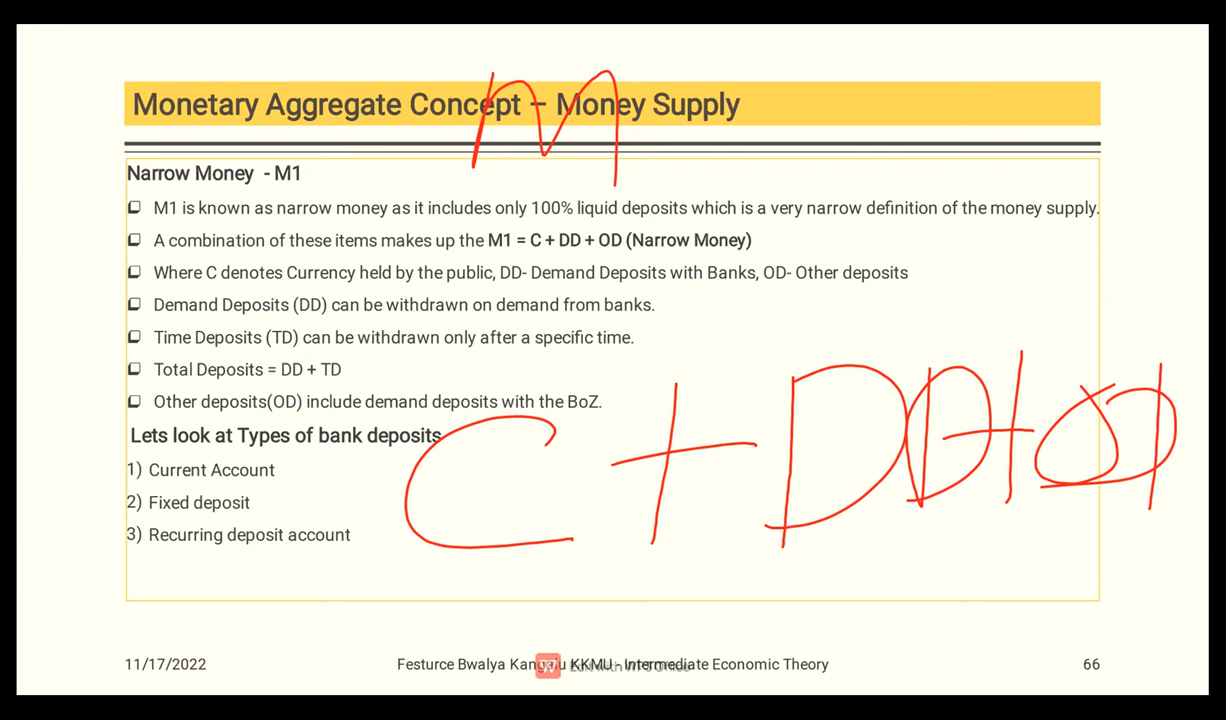 Monetary Aggregate Concept – Money Supply
M
Narrow Money - M1
M1 is known as narrow money as it includes only 100% liquid deposits which is a very narrow definition of the money supply.
A combination of these items makes up the M1 = C + DD + OD (Narrow Money)
Where C denotes Currency held by the public, DD- Demand Deposits with Banks, OD- Other deposits
Demand Deposits (DD) can be withdrawn on demand from banks.
Time Deposits (TD) can be withdrawn only after a specific time.
Total Deposits = DD + TD
Other deposits(OD) include demand deposits with the BoZ.
Lets look at Types of bank deposits
1) Current Account
2) Fixed deposit
3) Recurring deposit account
C + DD + OD
11/17/2022
Festurce Bwalya KKMU - Intermediate Economic Theory
66